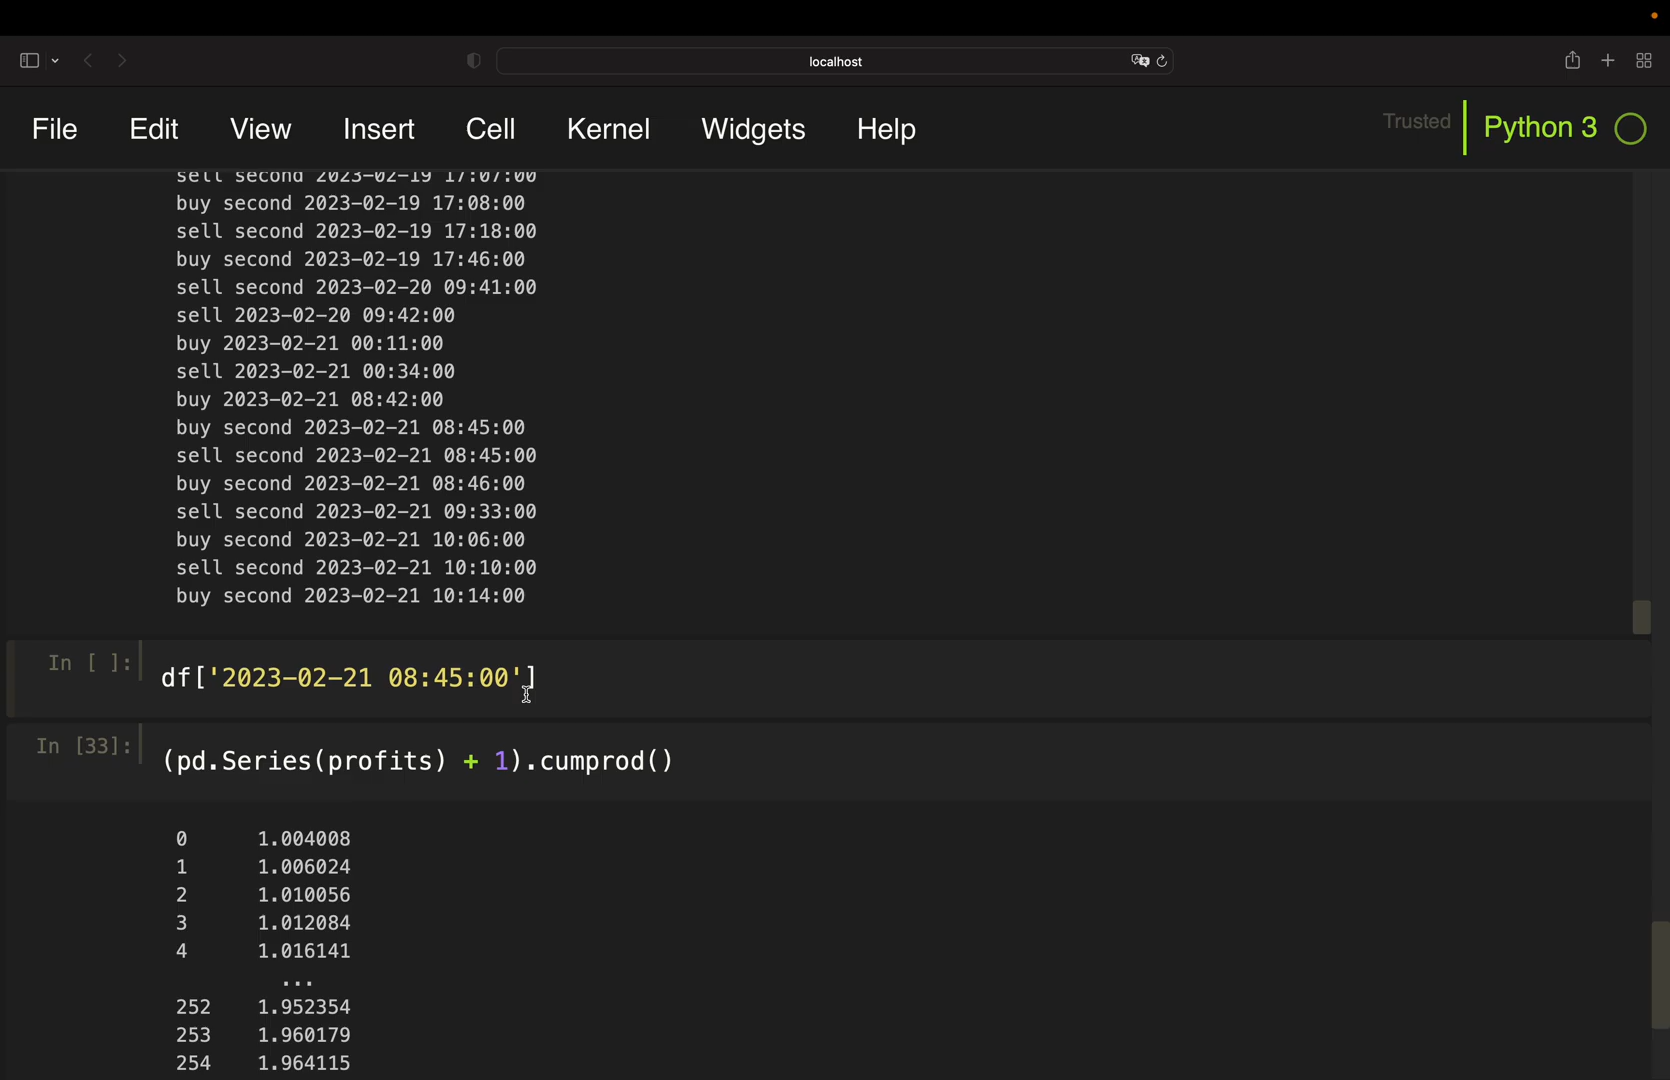 localhost
File Edit View Insert Cell Kernel Widgets Help Trusted Python 3
sell second 2023-02-19 17:07:00
buy second 2023-02-19 17:08:00
sell second 2023-02-19 17:18:00
buy second 2023-02-19 17:46:00
sell second 2023-02-20 09:41:00
sell 2023-02-20 09:42:00
buy 2023-02-21 00:11:00
sell 2023-02-21 00:34:00
buy 2023-02-21 08:42:00
buy second 2023-02-21 08:45:00
sell second 2023-02-21 08:45:00
buy second 2023-02-21 08:46:00
sell second 2023-02-21 09:33:00
buy second 2023-02-21 10:06:00
sell second 2023-02-21 10:10:00
buy second 2023-02-21 10:14:00
In [ ]: df['2023-02-21 08:45:00']
In [33]: (pd.Series(profits) + 1).cumprod()
0 1.004008
1 1.006024
2 1.010056
3 1.012084
4 1.016141
...
252 1.952354
253 1.960179
254 1.964115